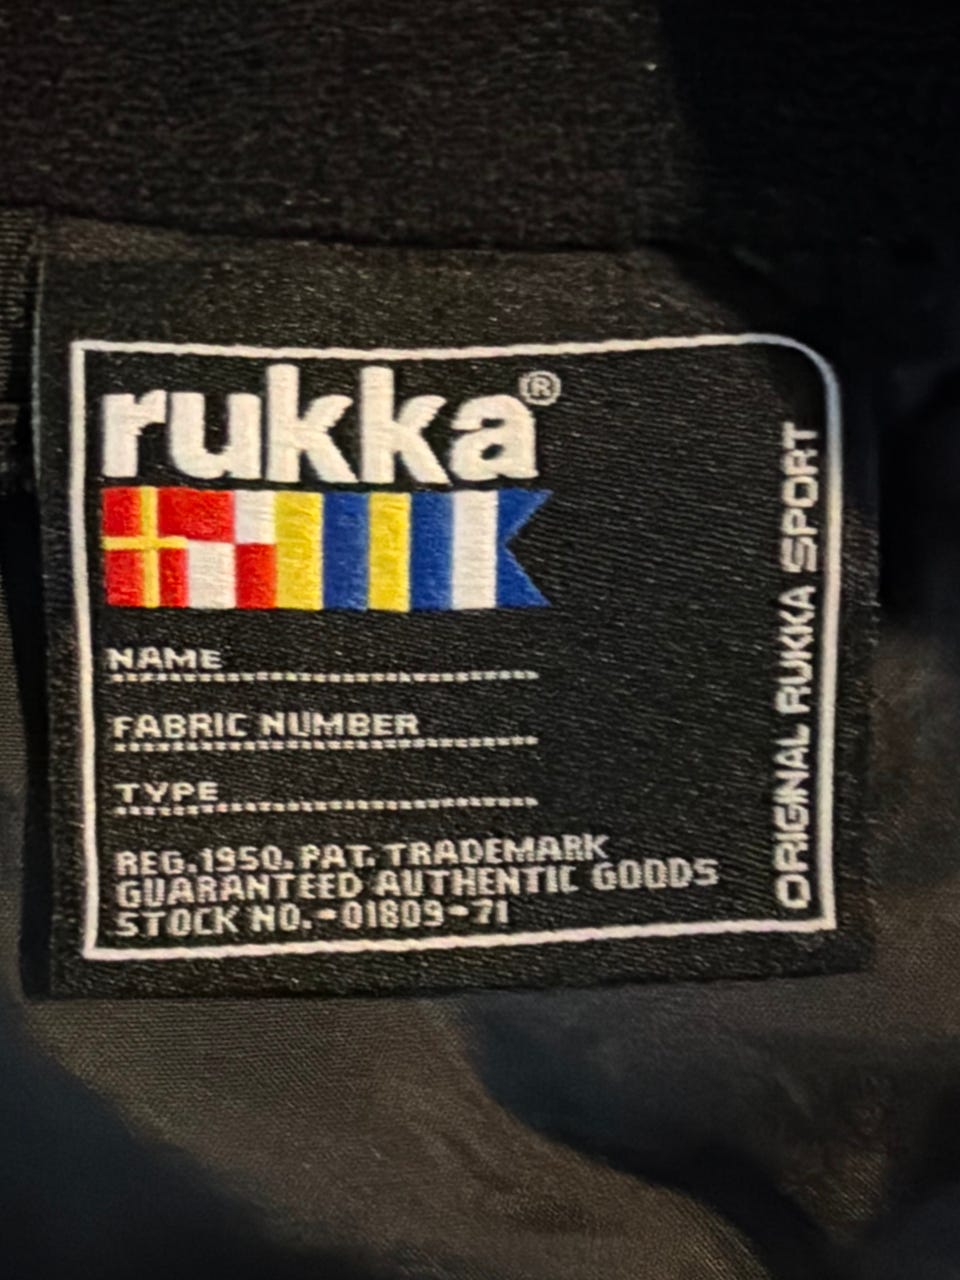 rukka®
NAME
FABRIC NUMBER
TYPE
REG.1950. PAT. TRADEMARK
GUARANTEED AUTHENTIC GOODS
STOCK NO.-01809-71
ORIGINAL RUKKA SPORT